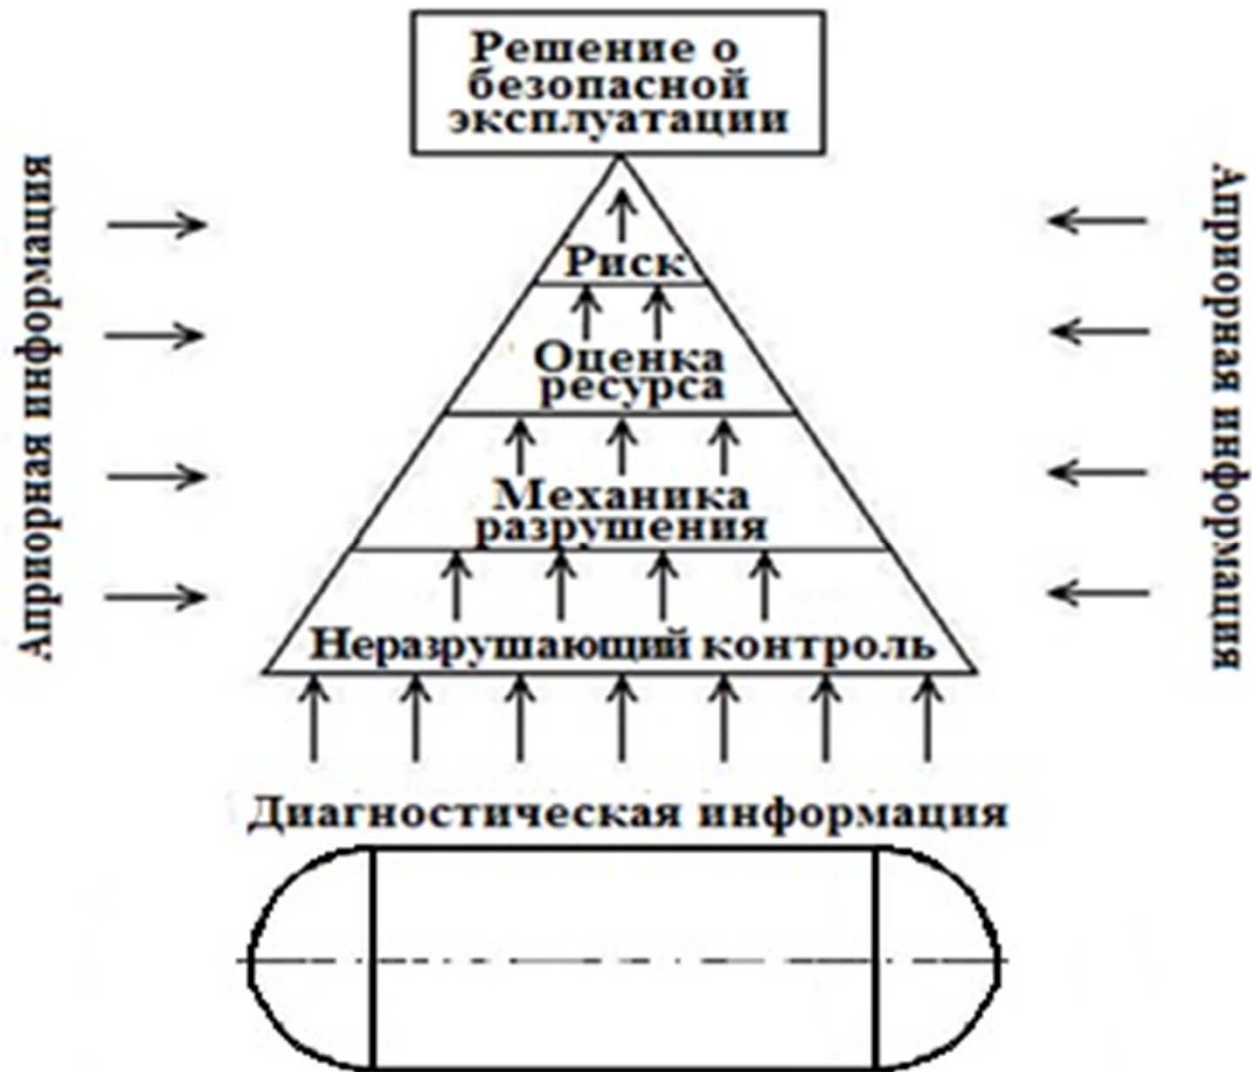 Решение о
безопасной
эксплуатации
Априорная информация
Априорная информация
Риск
Оценка
ресурса
Механика
разрушения
Неразрушающий контроль
Диагностическая информация